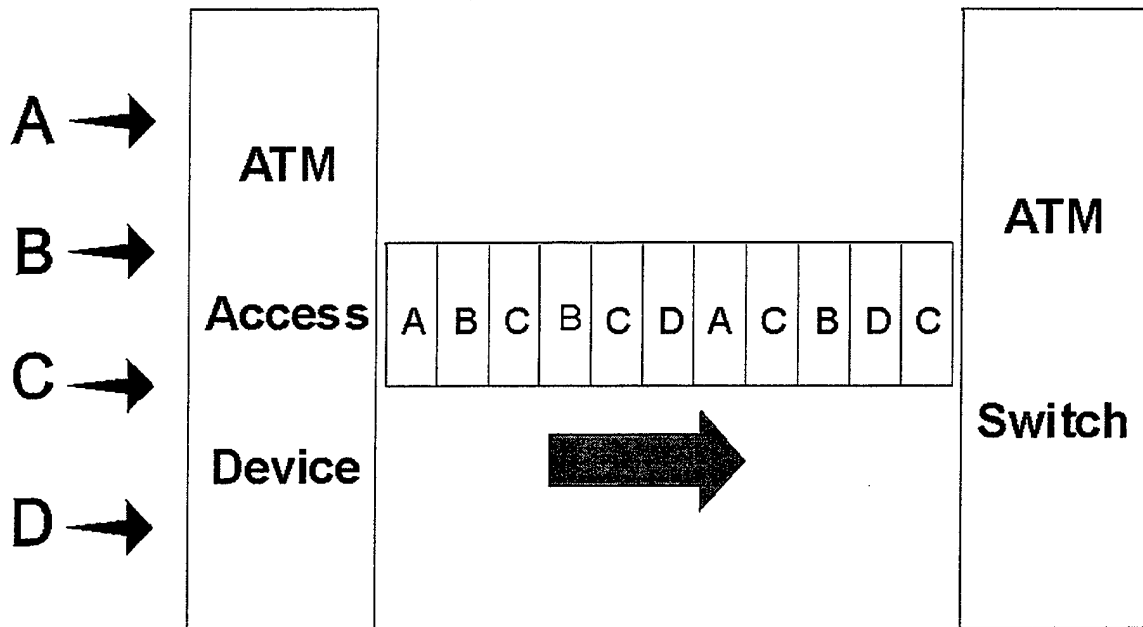 A
B
C
D
ATM
Access
Device
A B C B C D A C B D C
ATM
Switch